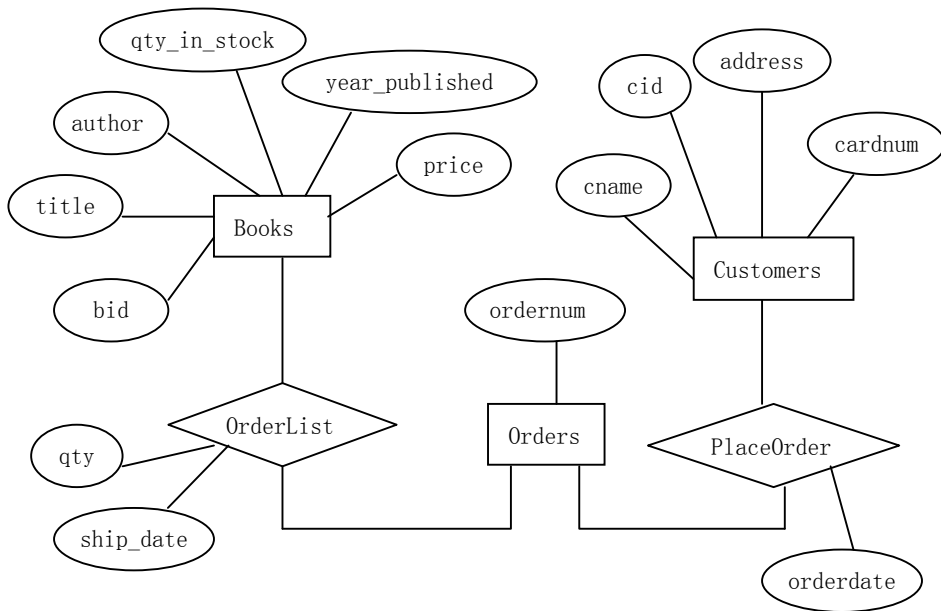 qty_in_stock
address
year_published
cid
author
cardnum
price
cname
title
Books
Customers
bid
ordernum
OrderList
Orders
PlaceOrder
qty
ship_date
orderdate